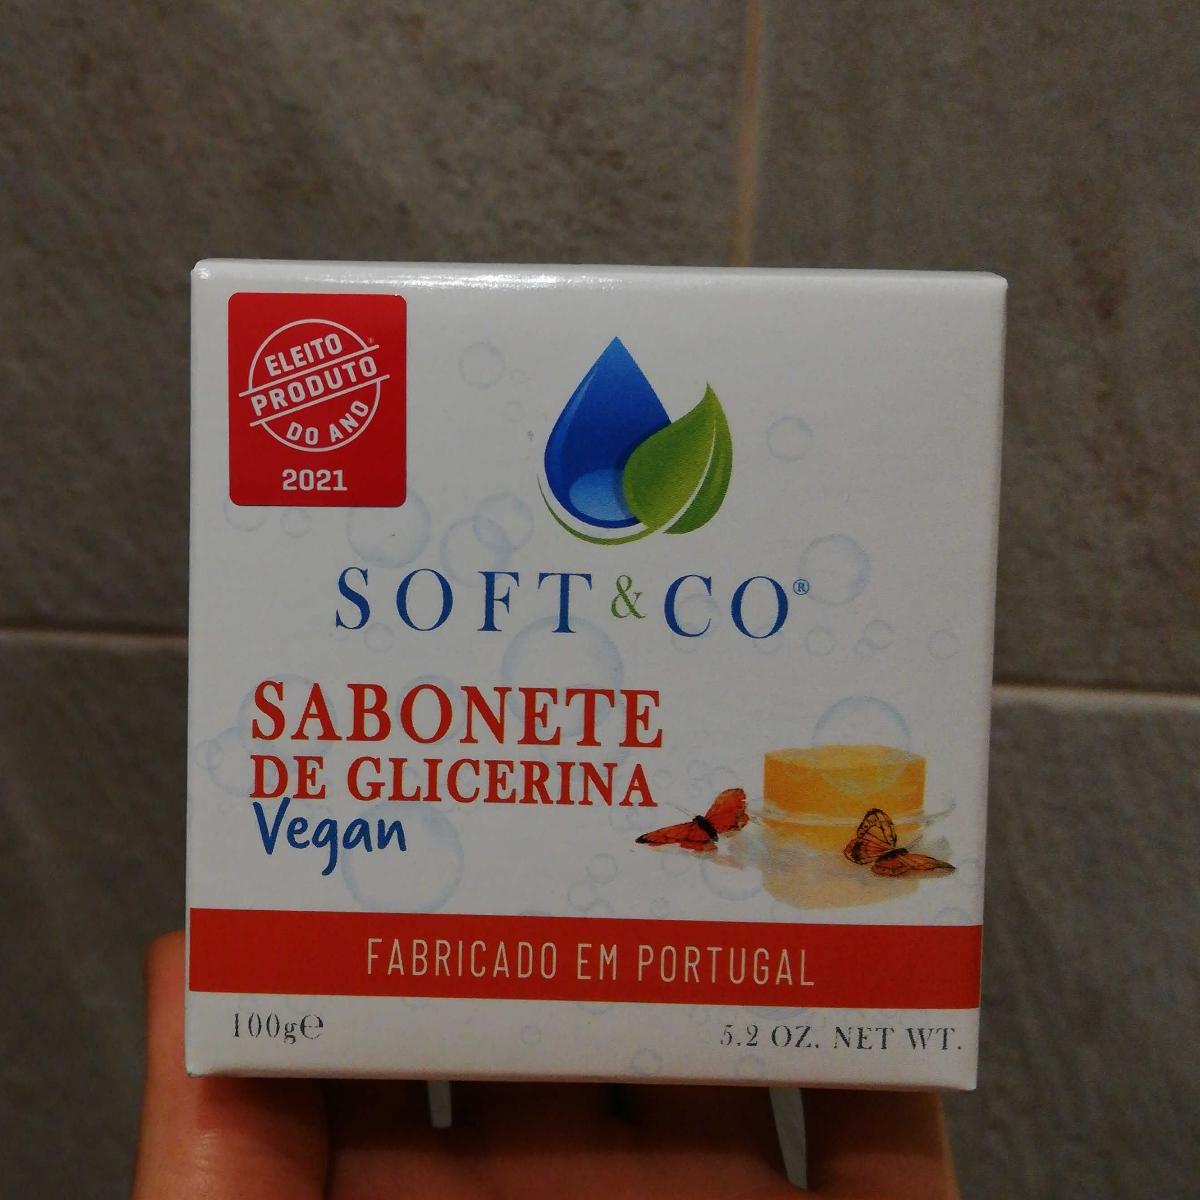 ELEITO
PRODUTO
DO ANO
2021
SOFT & CO®
SABONETE
DE GLICERINA
Vegan
FABRICADO EM PORTUGAL
100g℮
5.2 OZ. NET WT.